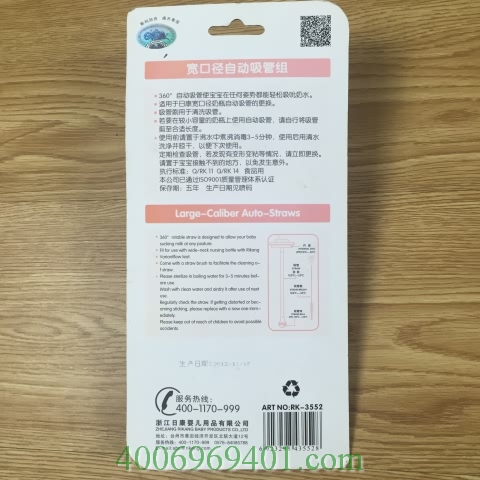 宽口径自动吸管组
• 360° 自动吸管使宝宝在任何姿势都能轻松吸吮奶水。
• 适用于日康宽口径奶瓶自动吸管的更换。
• 吸管刷用于清洗吸管。
• 若要在较小容量的奶瓶上使用自动吸管,请自行将吸管
剪至合适长度。
• 使用前请置于沸水中煮沸消毒3-5分钟,使用后用清水
洗净并晾干,以便下次使用。
定期检查吸管,若发现有变形变粘等情况,请立即更换。
请置于宝宝接触不到的地方,以免发生意外。
执行标准:Q/RK 11 Q/RK 14 食品用
本公司已通过ISO9001质量管理体系认证
保存期:五年 生产日期见喷码
Large-Caliber Auto-Straws
• 360° rotable straw is designed to allow your baby
sucking milk at any posture.
• Fit for use with wide-neck nursing bottle with Rikang
• Come with a straw brush to facilitate the cleaning o-
f straw.
• Please sterilize in boiling water for 3-5 minutes before
use
Wash with clean water and airdry it after use of next
use.
Regularly check the straw. If getting distorted or bec-
oming sticking, please replace with a new one imm-
ediately.
Please keep out of reach of children to avoid possible
accidents.
生产日期:
服务热线:
400-1170-999
ART NO:RK-3552
浙江日康婴儿用品有限公司
ZHEJIANG RIKANG BABY PRODUCTS CO.,LTD
4006969401.com